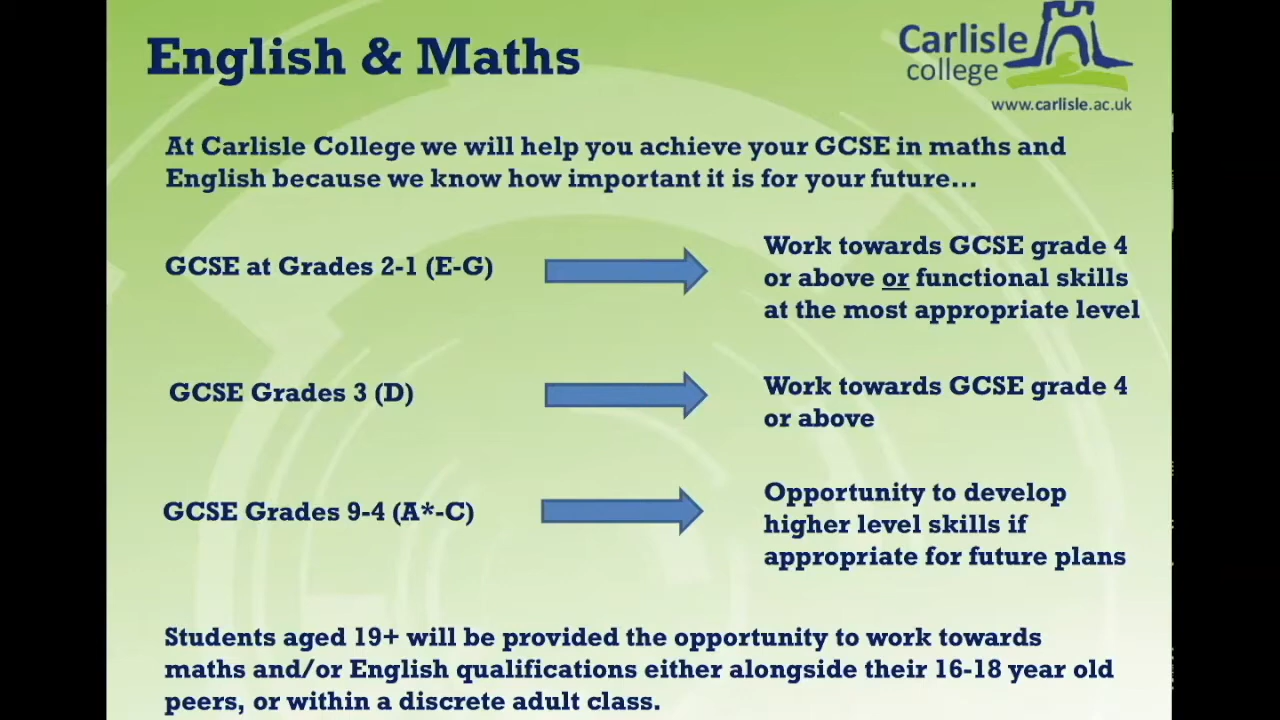 English & Maths
Carlisle
college
www.carlisle.ac.uk
At Carlisle College we will help you achieve your GCSE in maths and
English because we know how important it is for your future...
GCSE at Grades 2-1 (E-G)
Work towards GCSE grade 4
or above or functional skills
at the most appropriate level
GCSE Grades 3 (D)
Work towards GCSE grade 4
or above
GCSE Grades 9-4 (A*-C)
Opportunity to develop
higher level skills if
appropriate for future plans
Students aged 19+ will be provided the opportunity to work towards
maths and/or English qualifications either alongside their 16-18 year old
peers, or within a discrete adult class.